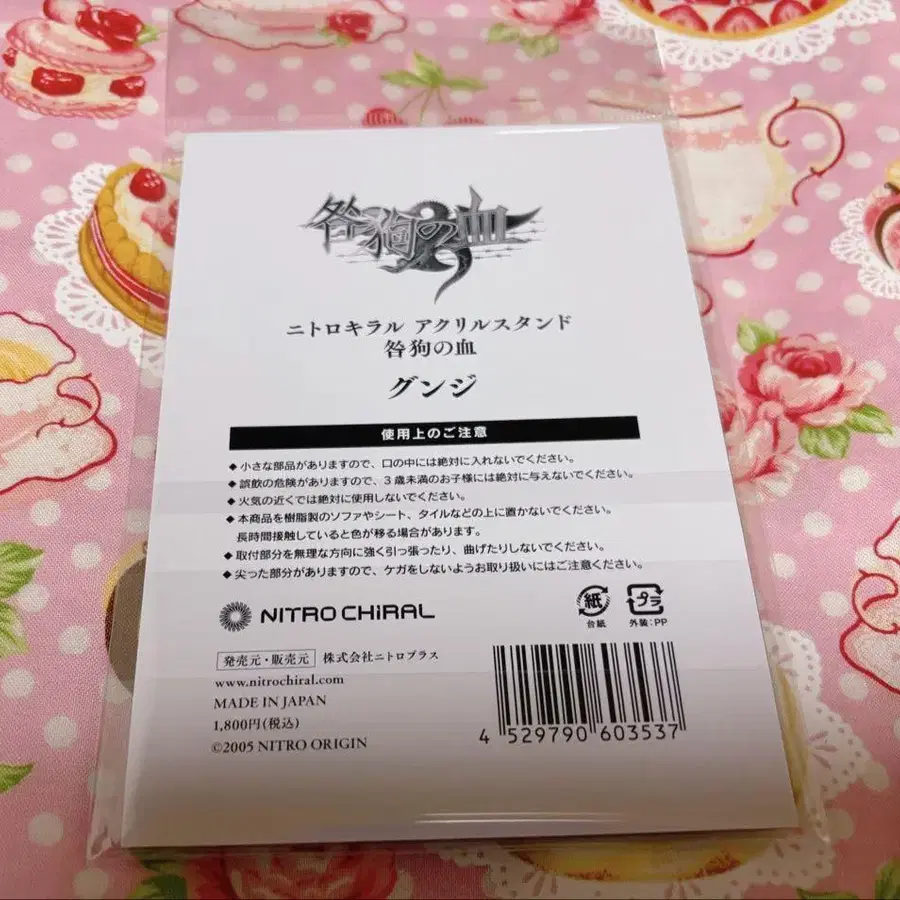 咎狗の血
ニトロキラル アクリルスタンド
咎狗の血
グンジ
使用上のご注意
◆小さな部品がありますので、口の中には絶対に入れないでください。
◆誤飲の危険がありますので、3歳未満のお子様には絶対に与えないでください。
◆火気の近くでは絶対に使用しないでください。
◆本商品を樹脂製のソファやシート、タイルなどの上に置かないでください。
長時間接触していると色が移る場合があります。
◆取付部分を無理な方向に強く引っ張ったり、曲げたりしないでください。
◆尖った部分がありますので、ケガをしないようお取り扱いにはご注意ください。
NITRO CHiRAL
紙
台紙
プラ
外装:PP
発売元・販売元 株式会社ニトロプラス
www.nitrochiral.com
MADE IN JAPAN
1,800円(税込)
©2005 NITRO ORIGIN
4 529790 603537